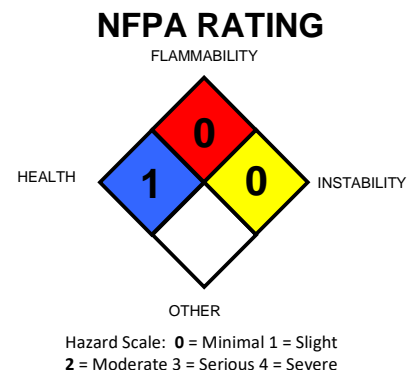 NFPA RATING
FLAMMABILITY
0
HEALTH
1
0
INSTABILITY
OTHER
Hazard Scale: 0 = Minimal 1 = Slight
2 = Moderate 3 = Serious 4 = Severe